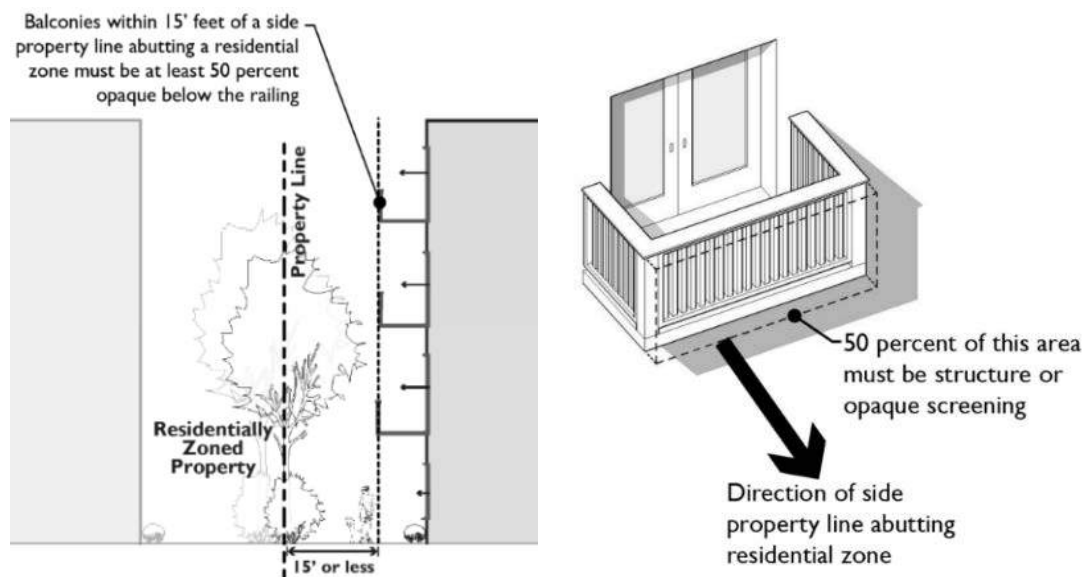 Balconies within 15' feet of a side
property line abutting a residential
zone must be at least 50 percent
opaque below the railing
Property Line
Residentially
Zoned
Property
15' or less
50 percent of this area
must be structure or
opaque screening
Direction of side
property line abutting
residential zone